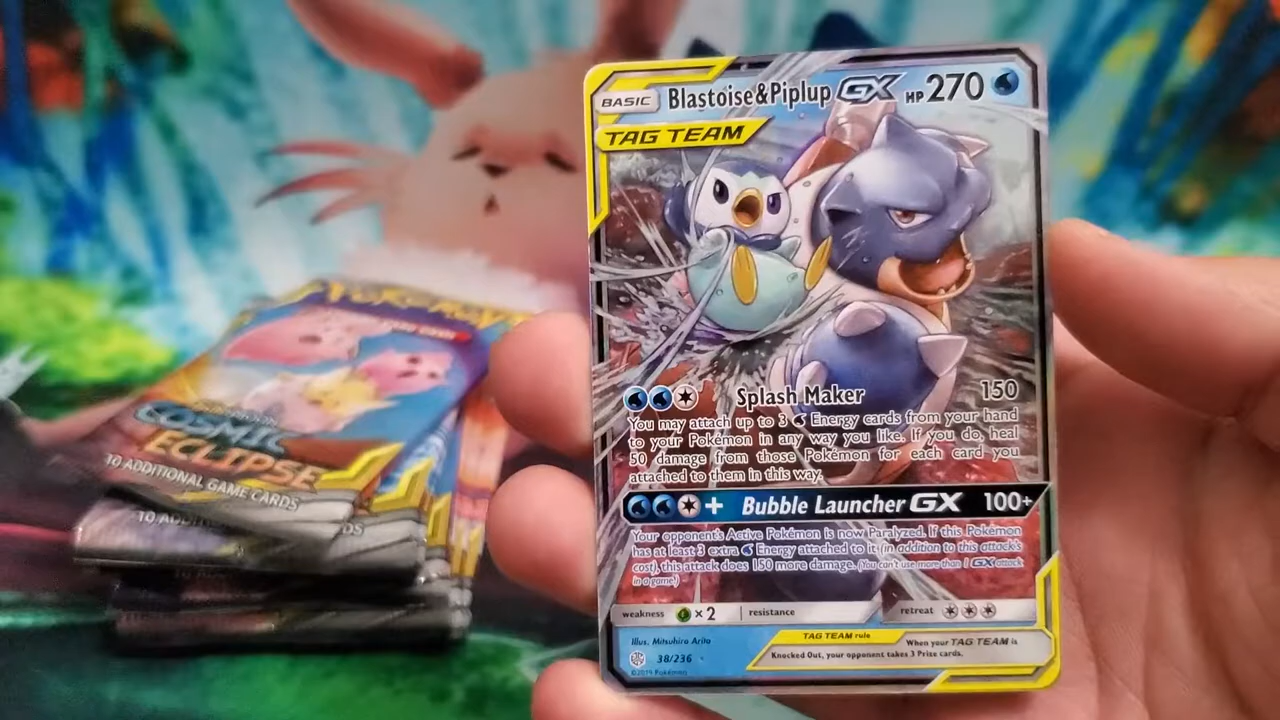 BASIC Blastoise&Piplup GX HP 270
TAG TEAM
Splash Maker 150
You may attach up to 3 Energy cards from your hand
to your Pokémon in any way you like. If you do, heal
50 damage from those Pokémon for each card you
attached to them in this way.
+ Bubble Launcher GX 100+
Your opponent's Active Pokémon is now Paralyzed. If this Pokémon
has at least 3 extra Energy attached to it (in addition to this attack's
cost), this attack does 150 more damage. (You can't use more than 1 GX attack
in a game.)
weakness ×2 resistance retreat
Illus. Mitsuhiro Arita
38/236
©2019 Pokémon
TAG TEAM rule
When your TAG TEAM is
Knocked Out, your opponent takes 3 Prize cards.
POKÉMON
COSMIC
ECLIPSE
10 ADDITIONAL GAME CARDS